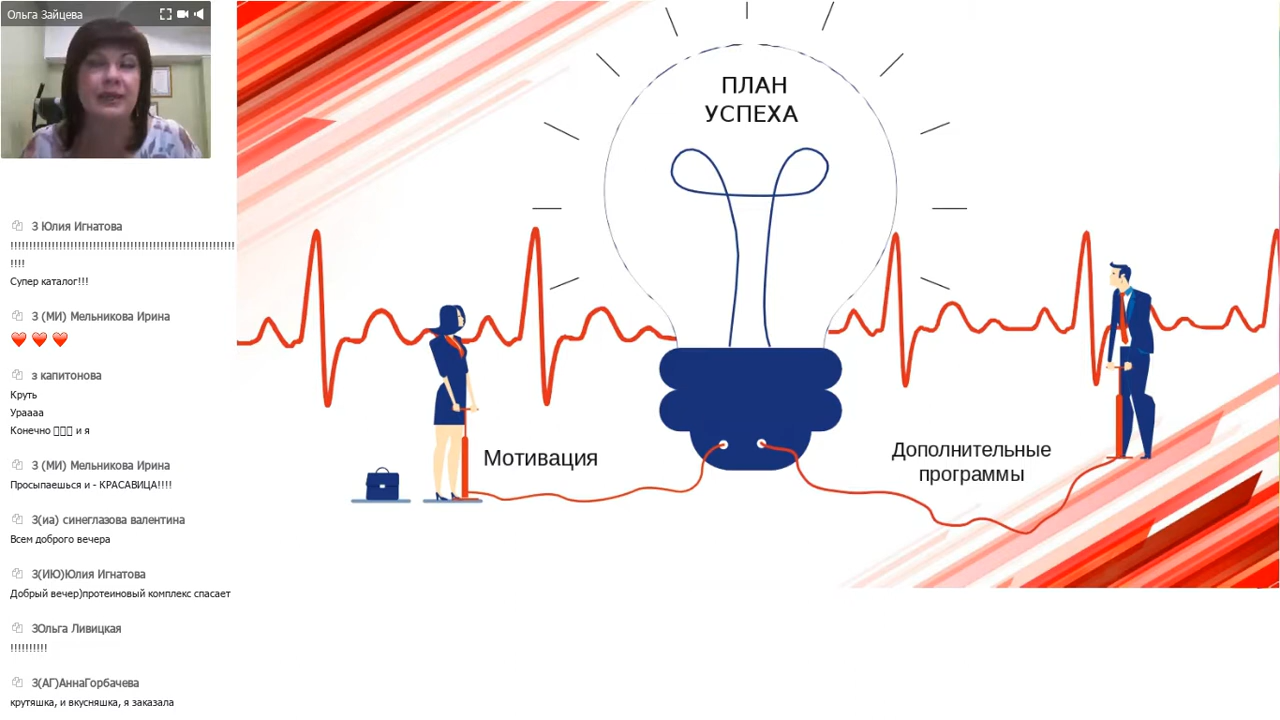 Ольга Зайцева
ПЛАН
УСПЕХА
Мотивация
Дополнительные
программы
З Юлия Игнатова
!!!!!!!!!!!!!!!!!!!!!!!!!!!!!!!!!!!!!!!!!!!!!!!!!!!!!!!!!!!!
!!!!
Супер каталог!!!
З (МИ) Мельникова Ирина
❤️ ❤️ ❤️
з капитонова
Круть
Ураааа
Конечно и я
З (МИ) Мельникова Ирина
Просыпаешься и - КРАСАВИЦА!!!!
З(иа) синеглазова валентина
Всем доброго вечера
З(ИЮ)Юлия Игнатова
Добрый вечер)протеиновый комплекс спасает
ЗОльга Ливицкая
!!!!!!!!!!
З(АГ)АннаГорбачева
крутяшка, и вкусняшка, я заказала